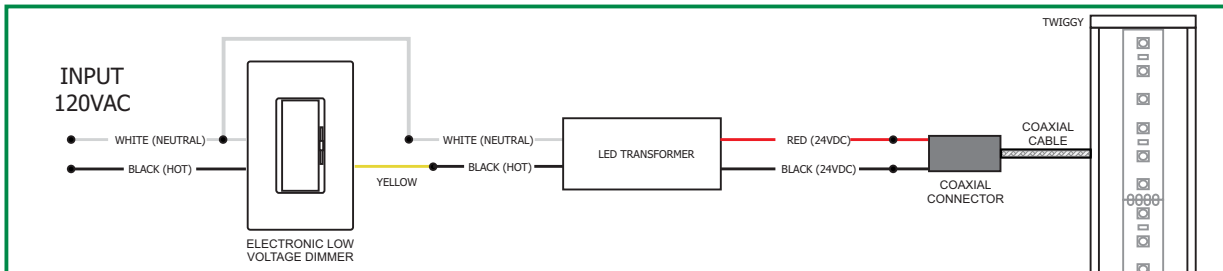 TWIGGY
INPUT
120VAC
WHITE (NEUTRAL)
WHITE (NEUTRAL)
RED (24VDC)
COAXIAL
CABLE
BLACK (HOT)
YELLOW
BLACK (HOT)
LED TRANSFORMER
BLACK (24VDC)
COAXIAL
CONNECTOR
ELECTRONIC LOW
VOLTAGE DIMMER